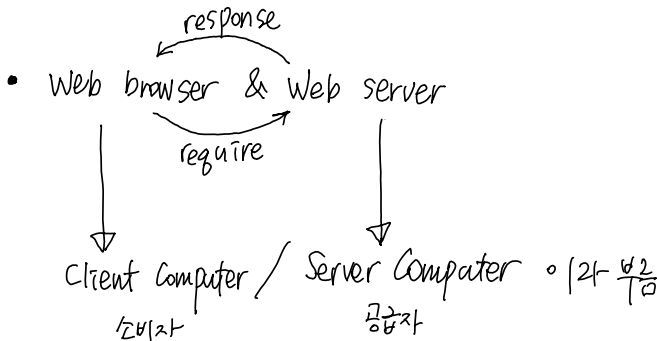 response
• Web browser & Web server
require
Client Computer / Server Computer 이라 부름
소비자 공급자